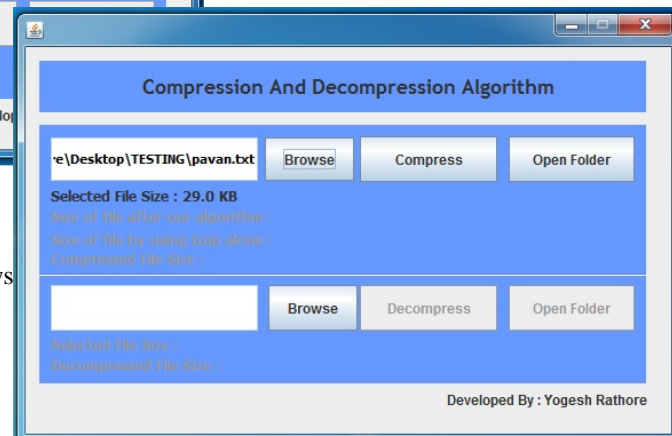 Compression And Decompression Algorithm
·e\Desktop\TESTING\pavan.txt Browse Compress Open Folder
Selected File Size : 29.0 KB
Size of file after our algorithm :
Size of file by using Gzip alone :
Compressed File Size :
Browse Decompress Open Folder
Selected File Size :
Decompressed File Size :
Developed By : Yogesh Rathore